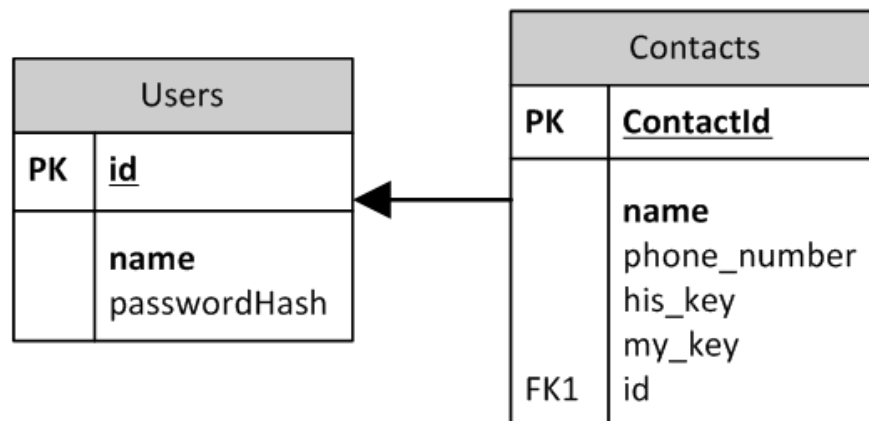 Users
PK id
name
passwordHash
Contacts
PK ContactId
name
phone_number
his_key
my_key
FK1 id